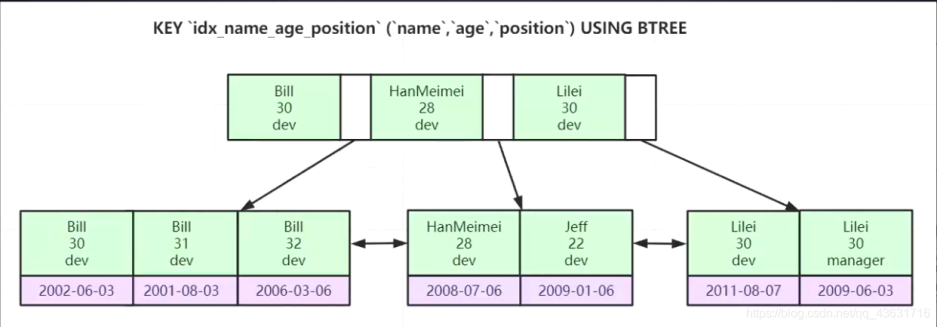 KEY `idx_name_age_position` (`name`,`age`,`position`) USING BTREE
Bill
30
dev
HanMeimei
28
dev
Lilei
30
dev
Bill
30
dev
2002-06-03
Bill
31
dev
2001-08-03
Bill
32
dev
2006-03-06
HanMeimei
28
dev
2008-07-06
Jeff
22
dev
2009-01-06
Lilei
30
dev
2011-08-07
Lilei
30
manager
2009-06-03
https://blog.csdn.net/qq_43631716